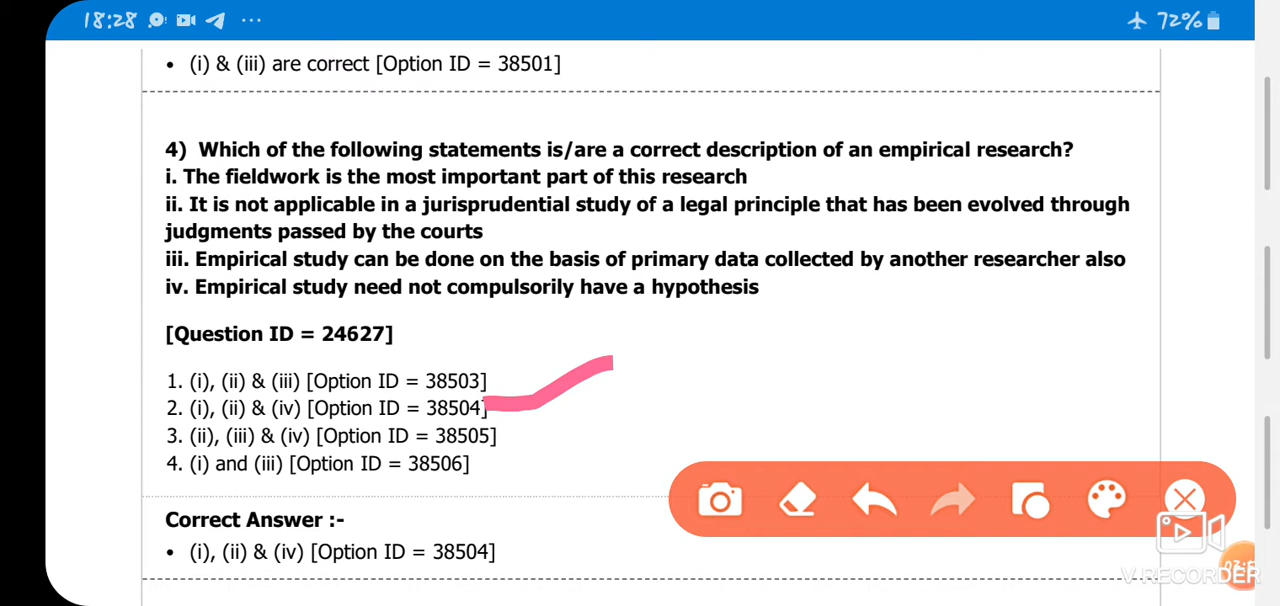 18:28 ... 72%
• (i) & (iii) are correct [Option ID = 38501]
4) Which of the following statements is/are a correct description of an empirical research?
i. The fieldwork is the most important part of this research
ii. It is not applicable in a jurisprudential study of a legal principle that has been evolved through
judgments passed by the courts
iii. Empirical study can be done on the basis of primary data collected by another researcher also
iv. Empirical study need not compulsorily have a hypothesis
[Question ID = 24627]
1. (i), (ii) & (iii) [Option ID = 38503]
2. (i), (ii) & (iv) [Option ID = 38504]
3. (ii), (iii) & (iv) [Option ID = 38505]
4. (i) and (iii) [Option ID = 38506]
Correct Answer :-
• (i), (ii) & (iv) [Option ID = 38504]
V RECORDER